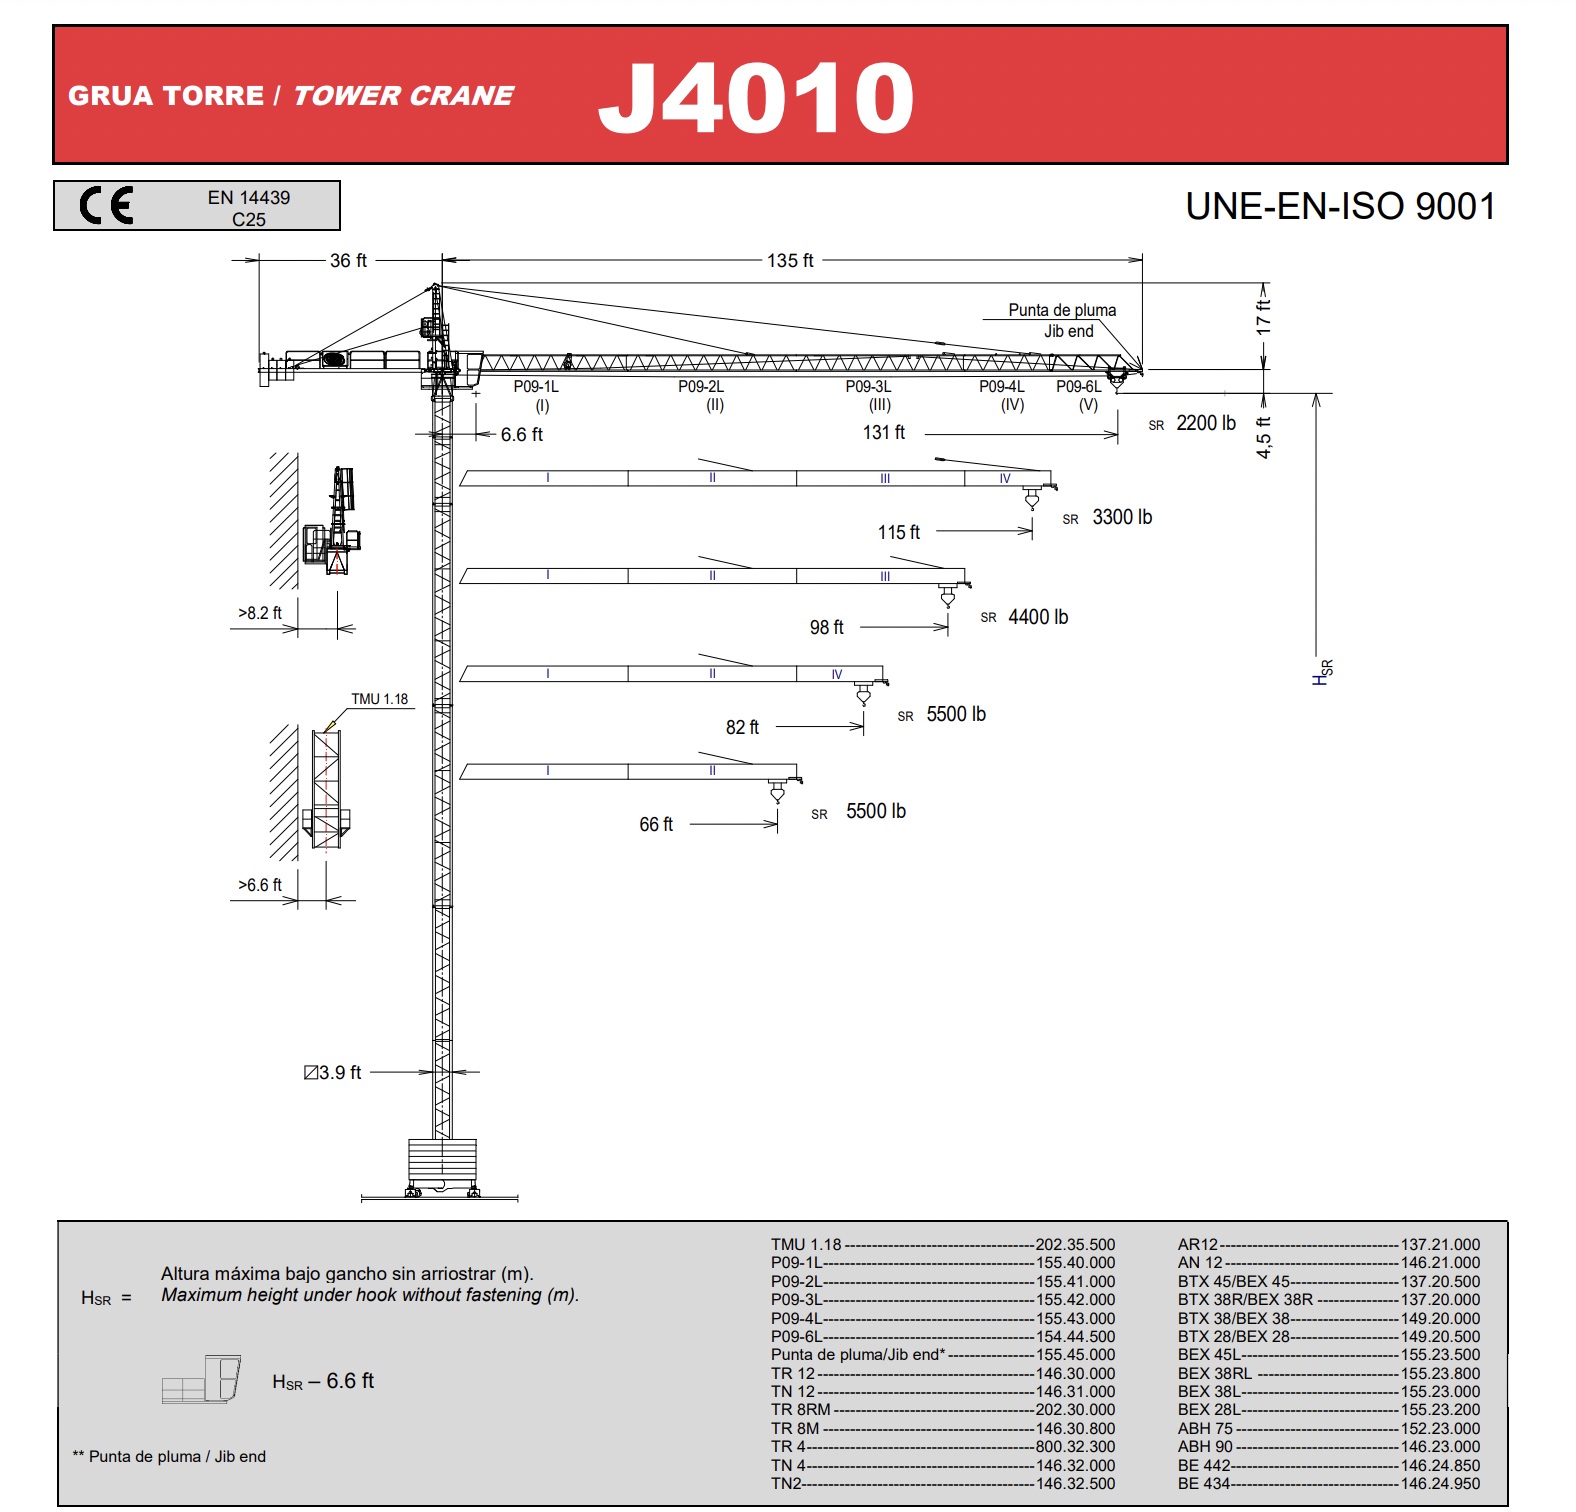 GRUA TORRE / TOWER CRANE J4010
CE EN 14439
C25
UNE-EN-ISO 9001
36 ft 135 ft
Punta de pluma
Jib end
17 ft
P09-1L P09-2L P09-3L P09-4L P09-6L
(I) (II) (III) (IV) (V)
6.6 ft 131 ft SR 2200 lb
4,5 ft
I II III IV
SR 3300 lb
115 ft
I II III
>8.2 ft
SR 4400 lb
98 ft
HSR
I II IV
TMU 1.18
SR 5500 lb
82 ft
I II
SR 5500 lb
66 ft
>6.6 ft
3.9 ft
HSR = Altura máxima bajo gancho sin arriostrar (m).
Maximum height under hook without fastening (m).
HSR – 6.6 ft
** Punta de pluma / Jib end
TMU 1.18 202.35.500
P09-1L 155.40.000
P09-2L 155.41.000
P09-3L 155.42.000
P09-4L 155.43.000
P09-6L 154.44.500
Punta de pluma/Jib end* 155.45.000
TR 12 146.30.000
TN 12 146.31.000
TR 8RM 202.30.000
TR 8M 146.30.800
TR 4 800.32.300
TN 4 146.32.000
TN2 146.32.500
AR12 137.21.000
AN 12 146.21.000
BTX 45/BEX 45 137.20.500
BTX 38R/BEX 38R 137.20.000
BTX 38/BEX 38 149.20.000
BTX 28/BEX 28 149.20.500
BEX 45L 155.23.500
BEX 38RL 155.23.800
BEX 38L 155.23.000
BEX 28L 155.23.200
ABH 75 152.23.000
ABH 90 146.23.000
BE 442 146.24.850
BE 434 146.24.950